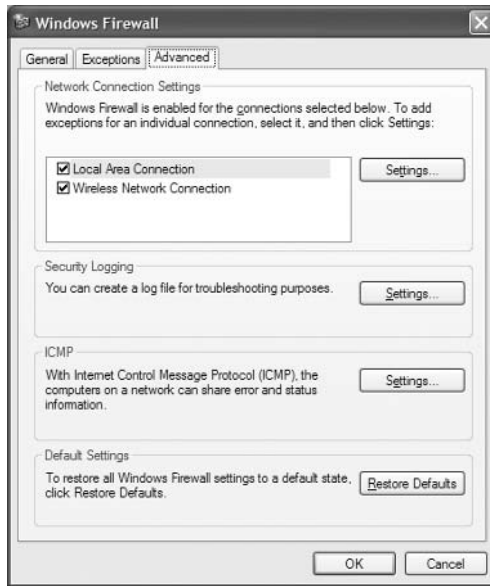 Windows Firewall
General Exceptions Advanced
Network Connection Settings
Windows Firewall is enabled for the connections selected below. To add
exceptions for an individual connection, select it, and then click Settings:
Local Area Connection
Wireless Network Connection
Settings...
Security Logging
You can create a log file for troubleshooting purposes.
Settings...
ICMP
With Internet Control Message Protocol (ICMP), the
computers on a network can share error and status
information.
Settings...
Default Settings
To restore all Windows Firewall settings to a default state,
click Restore Defaults.
Restore Defaults
OK Cancel